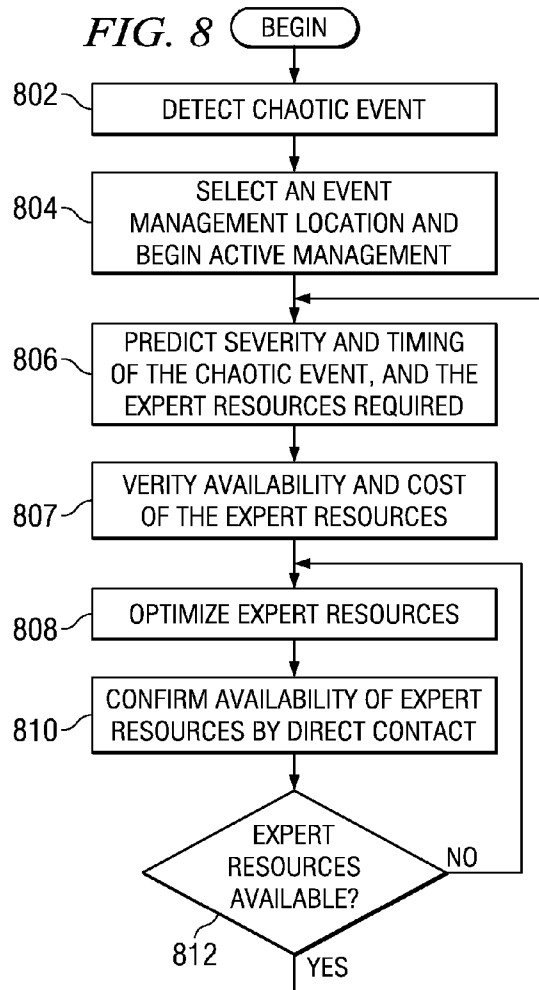 FIG. 8
BEGIN
802
DETECT CHAOTIC EVENT
804
SELECT AN EVENT
MANAGEMENT LOCATION AND
BEGIN ACTIVE MANAGEMENT
806
PREDICT SEVERITY AND TIMING
OF THE CHAOTIC EVENT, AND THE
EXPERT RESOURCES REQUIRED
807
VERITY AVAILABILITY AND COST
OF THE EXPERT RESOURCES
808
OPTIMIZE EXPERT RESOURCES
810
CONFIRM AVAILABILITY OF EXPERT
RESOURCES BY DIRECT CONTACT
EXPERT
RESOURCES
AVAILABLE?
NO
812
YES